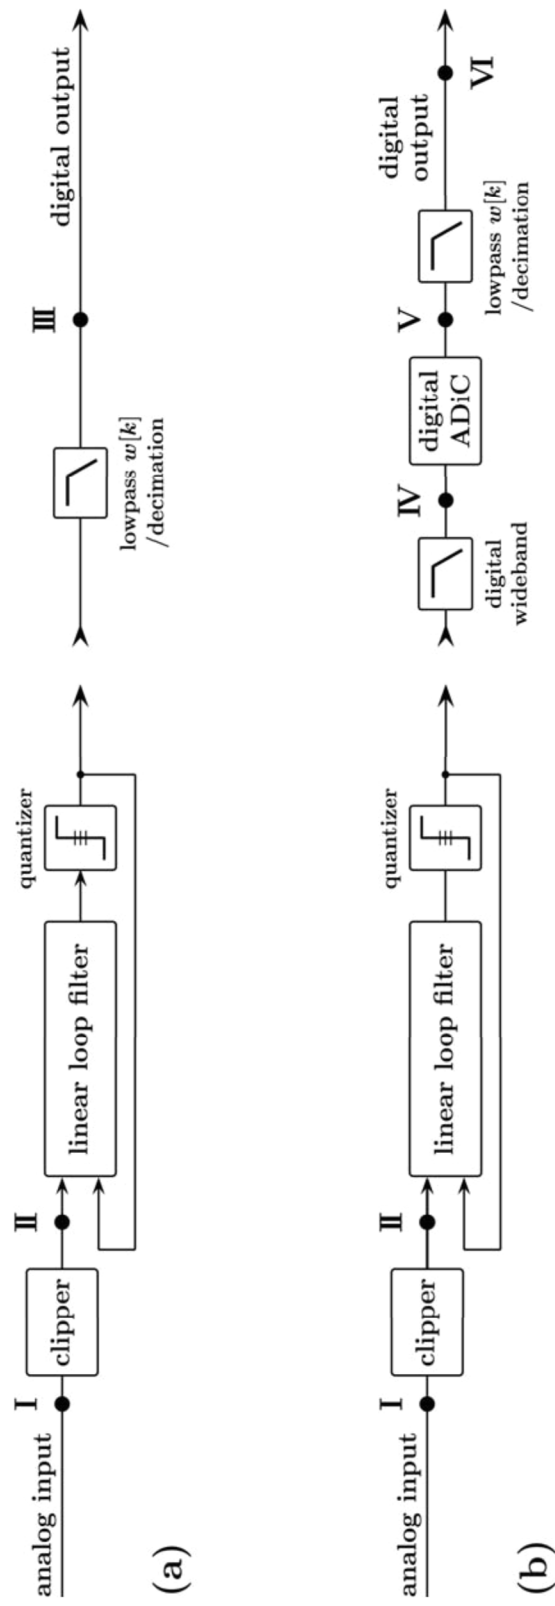 analog input
I
clipper
II
linear loop filter
quantizer
lowpass w[k]
/decimation
III
digital output
(a)
analog input
I
clipper
II
linear loop filter
quantizer
digital
wideband
IV
digital
ADiC
V
lowpass w[k]
/decimation
digital
output
VI
(b)